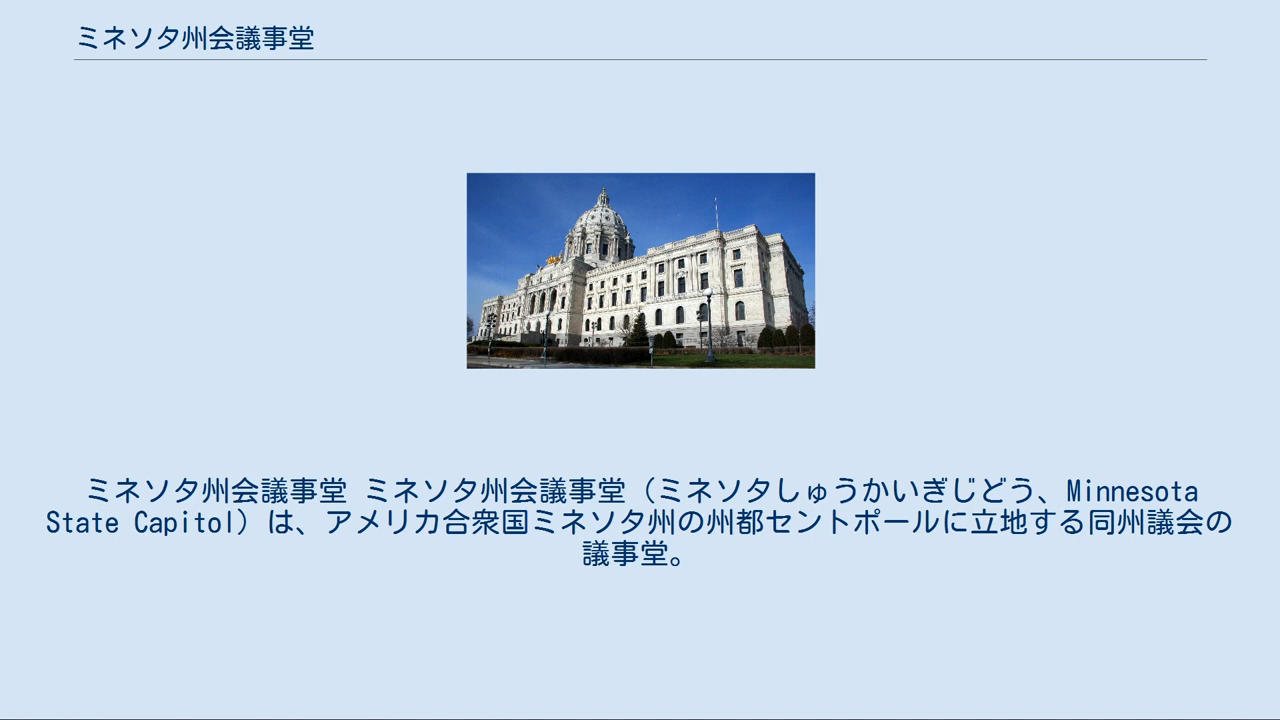 ミネソタ州会議事堂
ミネソタ州会議事堂 ミネソタ州会議事堂（ミネソタしゅうかいぎじどう、Minnesota
State Capitol）は、アメリカ合衆国ミネソタ州の州都セントポールに立地する同州議会の
議事堂。